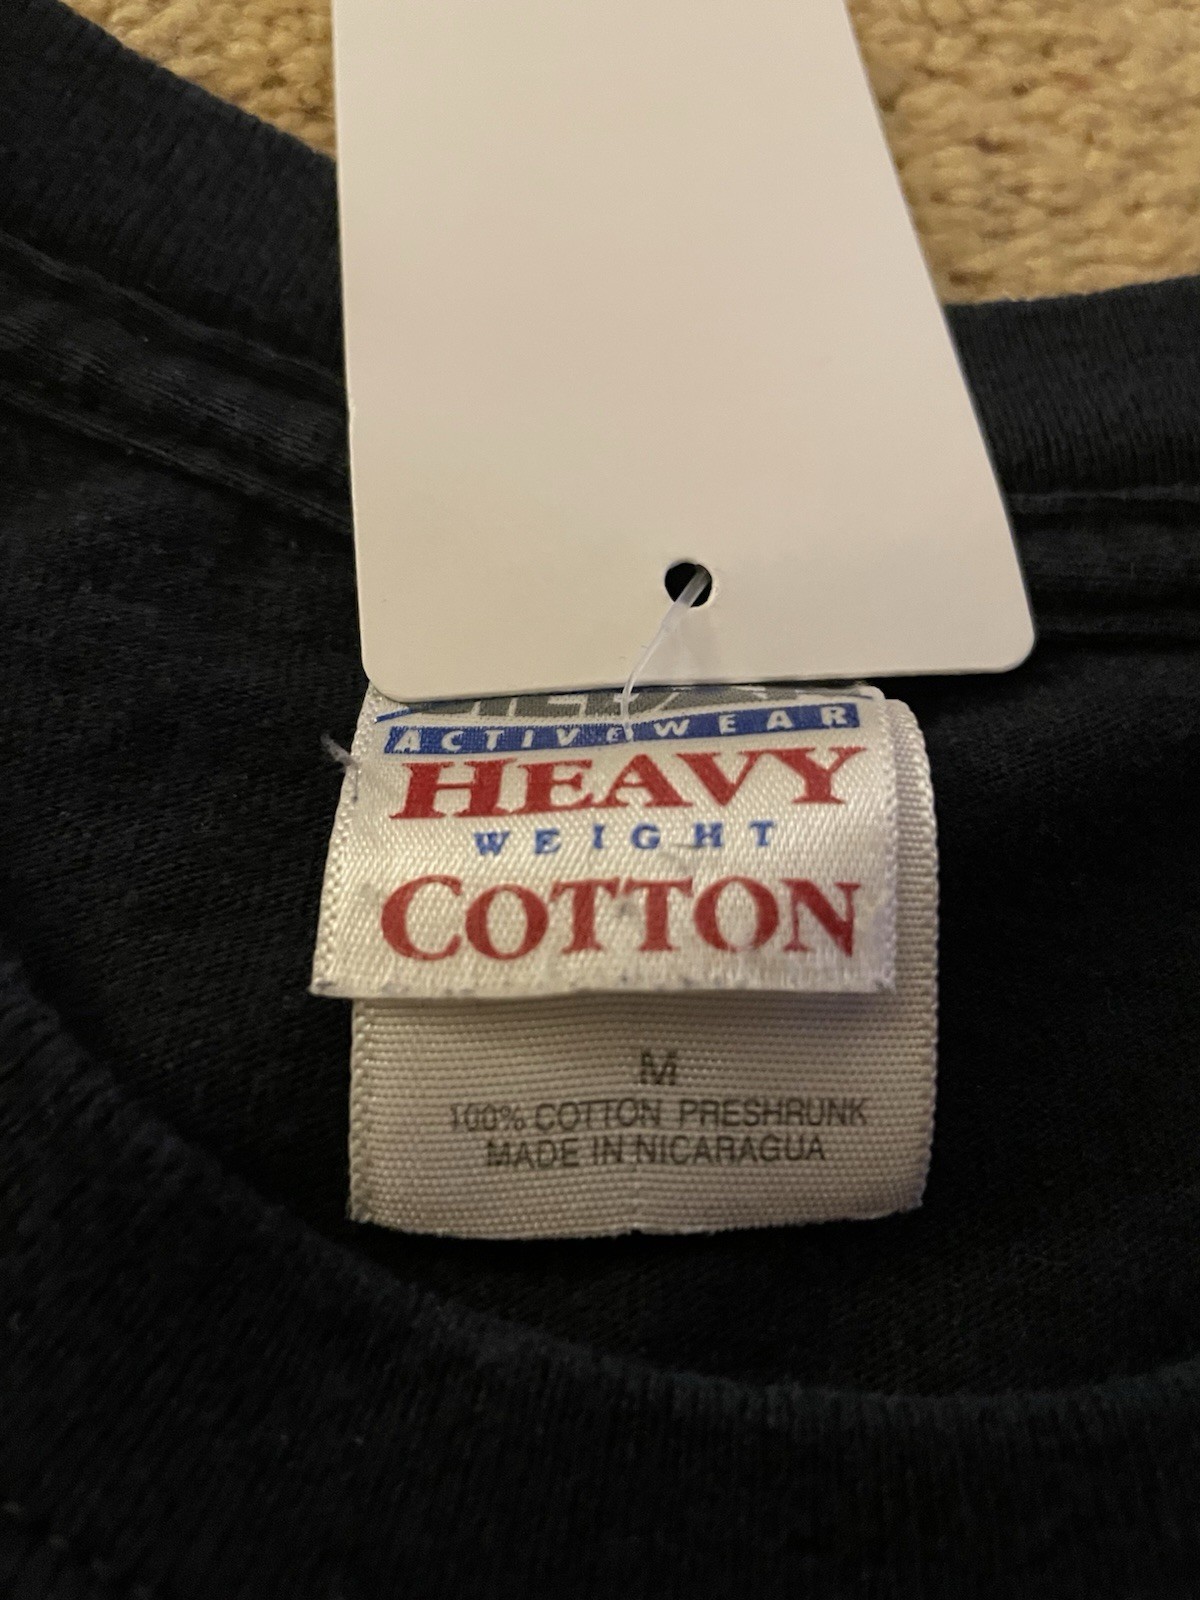 ACTIVEWEAR
HEAVY
WEIGHT
COTTON
M
100% COTTON PRESHRUNK
MADE IN NICARAGUA